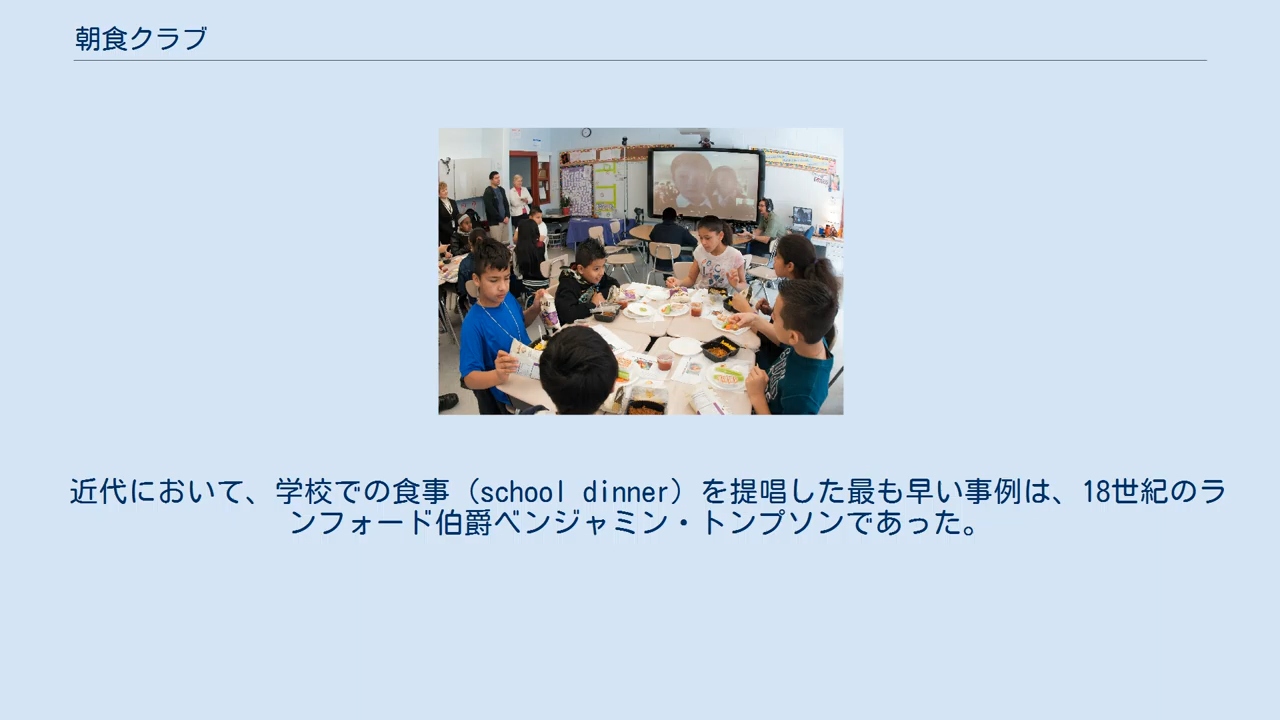 朝食クラブ
近代において、学校での食事（school dinner）を提唱した最も早い事例は、18世紀のラ
ンフォード伯爵ベンジャミン・トンプソンであった。